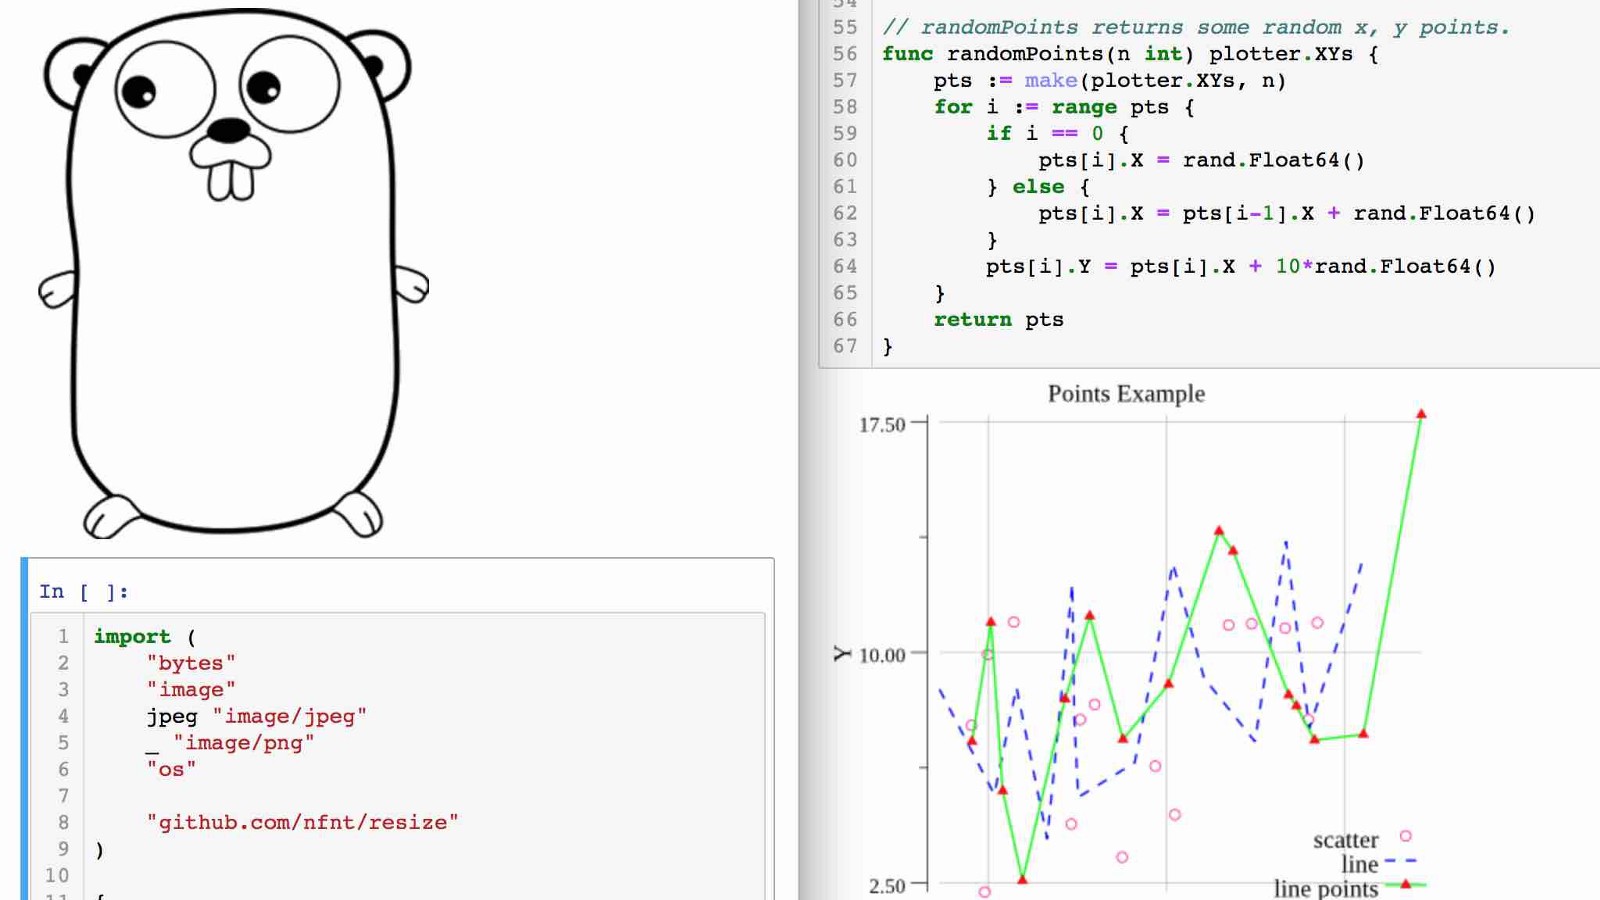 In [ ]:
1 import (
2 "bytes"
3 "image"
4 jpeg "image/jpeg"
5 _ "image/png"
6 "os"
7
8 "github.com/nfnt/resize"
9 )
10
11 {
54
55 // randomPoints returns some random x, y points.
56 func randomPoints(n int) plotter.XYs {
57 pts := make(plotter.XYs, n)
58 for i := range pts {
59 if i == 0 {
60 pts[i].X = rand.Float64()
61 } else {
62 pts[i].X = pts[i-1].X + rand.Float64()
63 }
64 pts[i].Y = pts[i].X + 10*rand.Float64()
65 }
66 return pts
67 }
Points Example
17.50
Y 10.00
2.50
scatter
line
line points